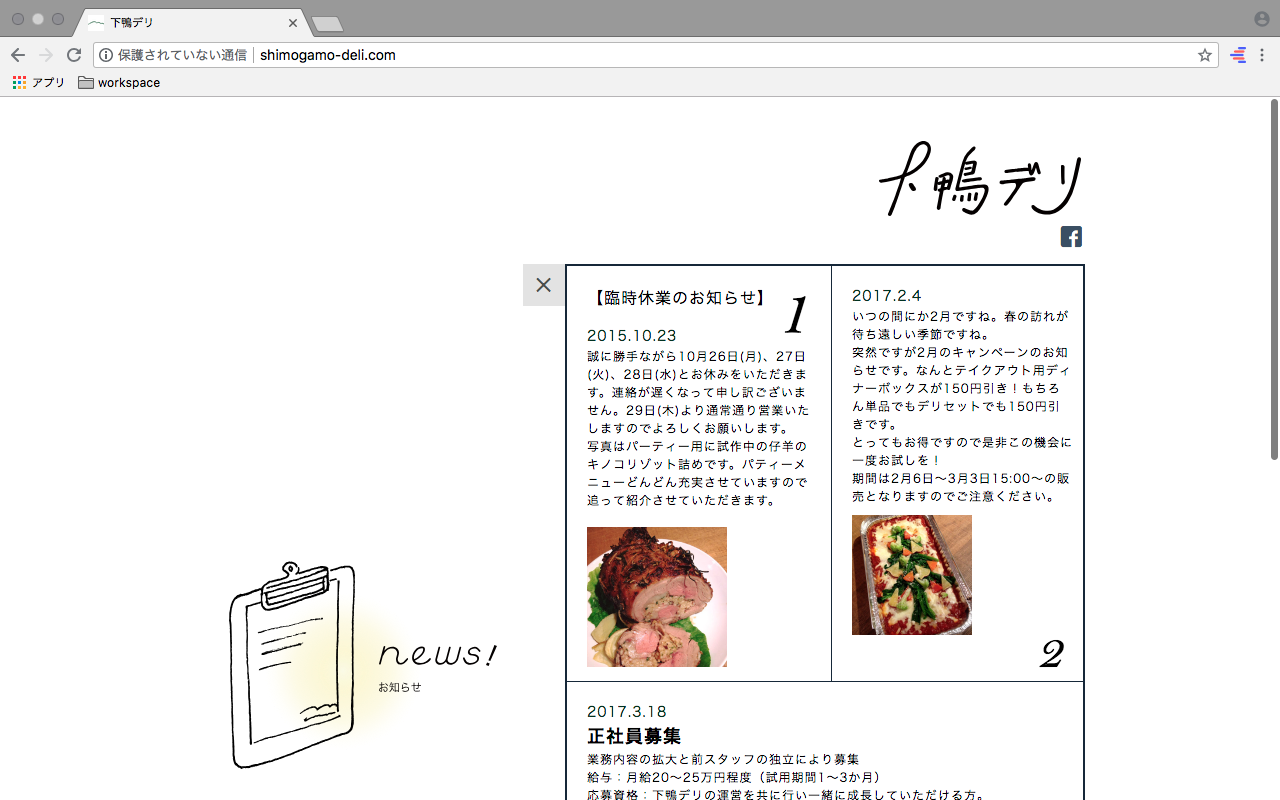 下鴨デリ
保護されていない通信
shimogamo-deli.com
アプリ
workspace
下鴨デリ
【臨時休業のお知らせ】
1
2015.10.23
誠に勝手ながら10月26日(月)、27日
(火)、28日(水)とお休みをいただきま
す。連絡が遅くなって申し訳ございま
せん。29日(木)より通常通り営業いた
しますのでよろしくお願いします。
写真はパーティー用に試作中の仔羊の
キノコリゾット詰めです。パティーメ
ニューどんどん充実させていますので
追って紹介させていただきます。
2017.2.4
いつの間にか2月ですね。春の訪れが
待ち遠しい季節ですね。
突然ですが2月のキャンペーンのお知
らせです。なんとテイクアウト用ディ
ナーボックスが150円引き！もちろ
ん単品でもデリセットでも150円引
きです。
とってもお得ですので是非この機会に
一度お試しを！
期間は2月6日〜3月3日15:00〜の販
売となりますのでご注意ください。
2
news!
お知らせ
2017.3.18
正社員募集
業務内容の拡大と前スタッフの独立により募集
給与：月給20〜25万円程度（試用期間1〜3か月）
応募資格：下鴨デリの運営を共に行い一緒に成長していただける方。